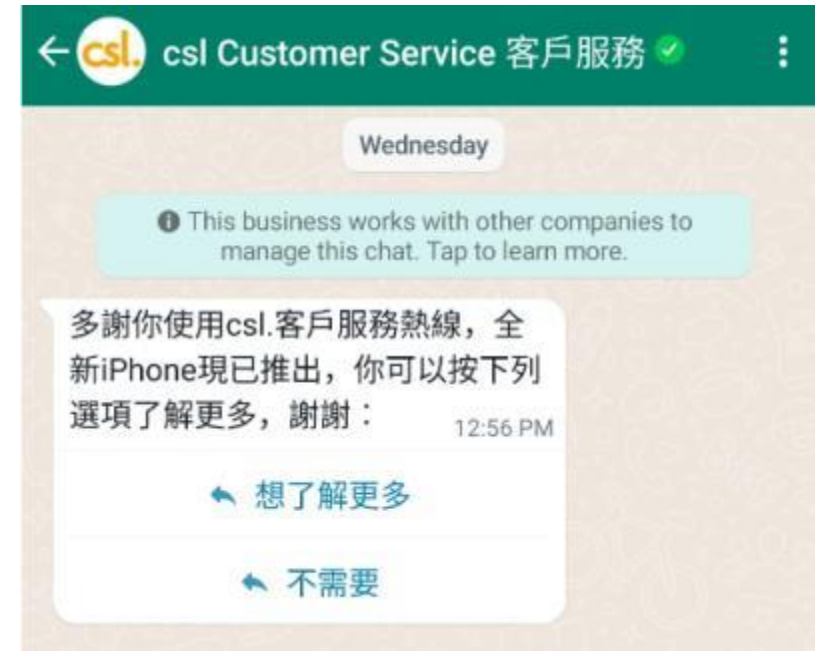 csl. csl Customer Service 客戶服務
Wednesday
This business works with other companies to
manage this chat. Tap to learn more.
多謝你使用csl.客戶服務熱線，全
新iPhone現已推出，你可以按下列
選項了解更多，謝謝：
12:56 PM
想了解更多
不需要